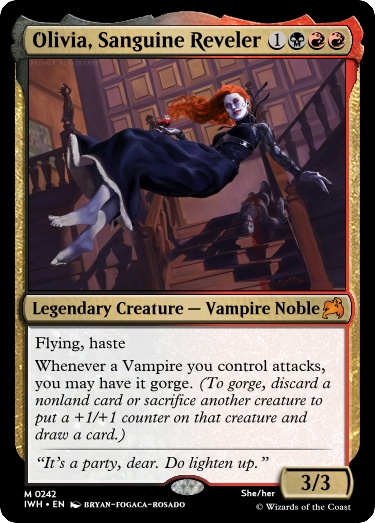 Olivia, Sanguine Reveler 1
Legendary Creature — Vampire Noble
Flying, haste
Whenever a Vampire you control attacks,
you may have it gorge. (To gorge, discard a
nonland card or sacrifice another creature to
put a +1/+1 counter on that creature and
draw a card.)
“It’s a party, dear. Do lighten up.”
3/3
M 0242
She/her
IWH • EN BRYAN-FOGACA-ROSADO
© Wizards of the Coast